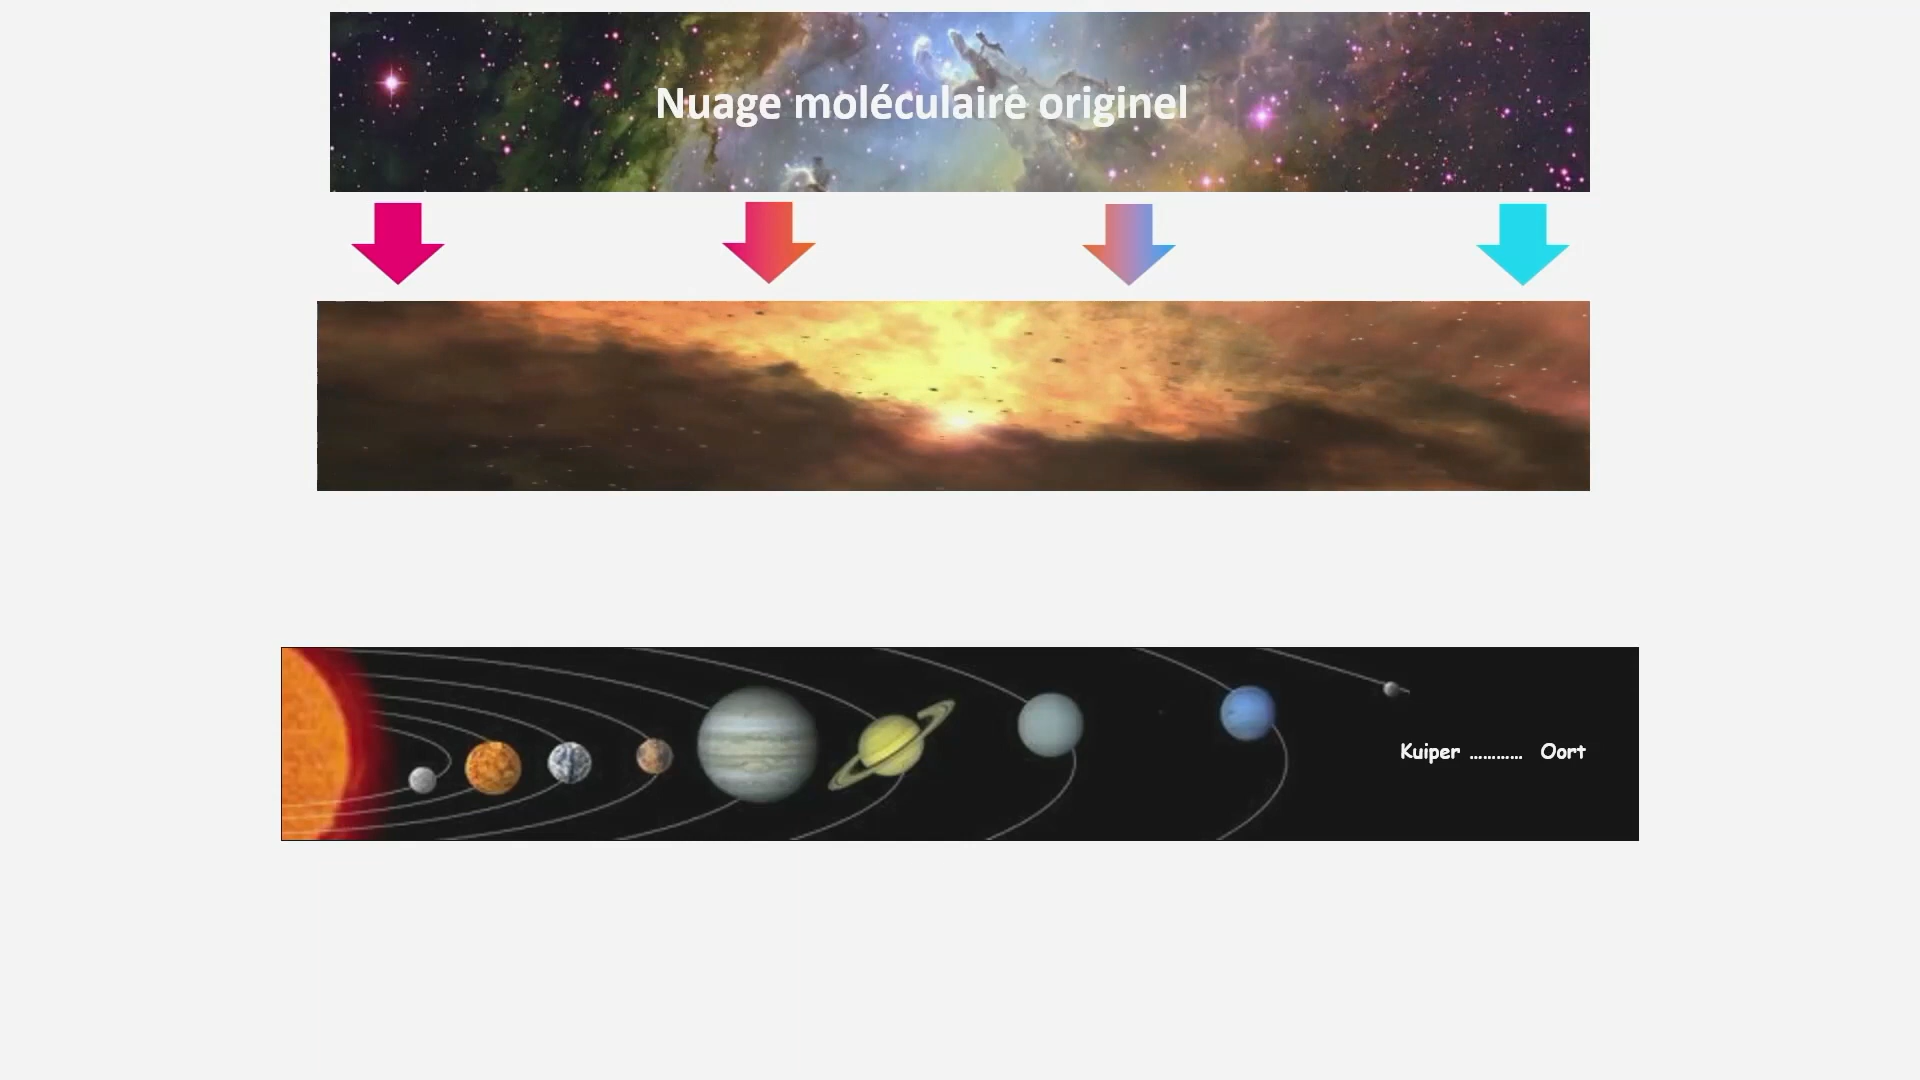 Nuage moléculaire originel
Kuiper ............ Oort